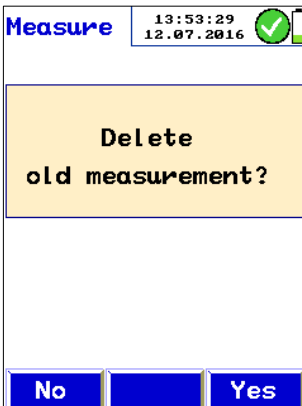 Measure
13:53:29
12.07.2016
Delete
old measurement?
No
Yes